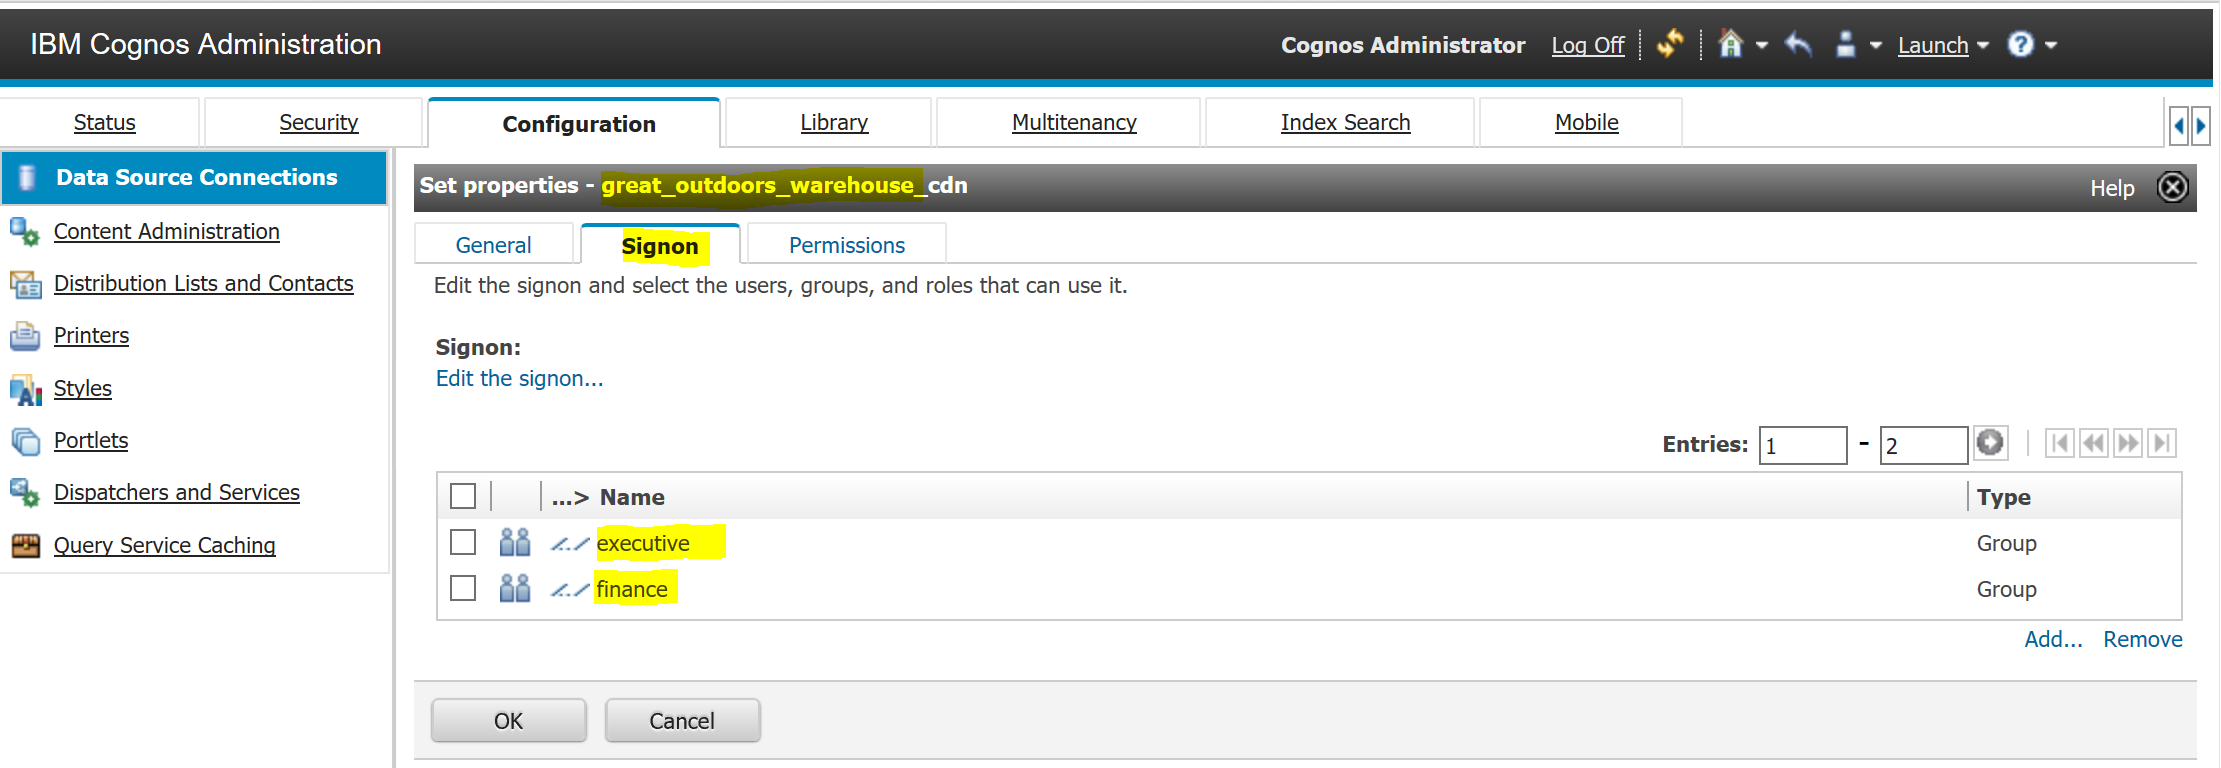 IBM Cognos Administration
Cognos Administrator Log Off Launch
Status Security Configuration Library Multitenancy Index Search Mobile
Data Source Connections
Content Administration
Distribution Lists and Contacts
Printers
Styles
Portlets
Dispatchers and Services
Query Service Caching
Set properties - great_outdoors_warehouse_cdn Help
General Signon Permissions
Edit the signon and select the users, groups, and roles that can use it.
Signon:
Edit the signon...
Entries: 1 - 2
...> Name Type
executive Group
finance Group
Add... Remove
OK Cancel